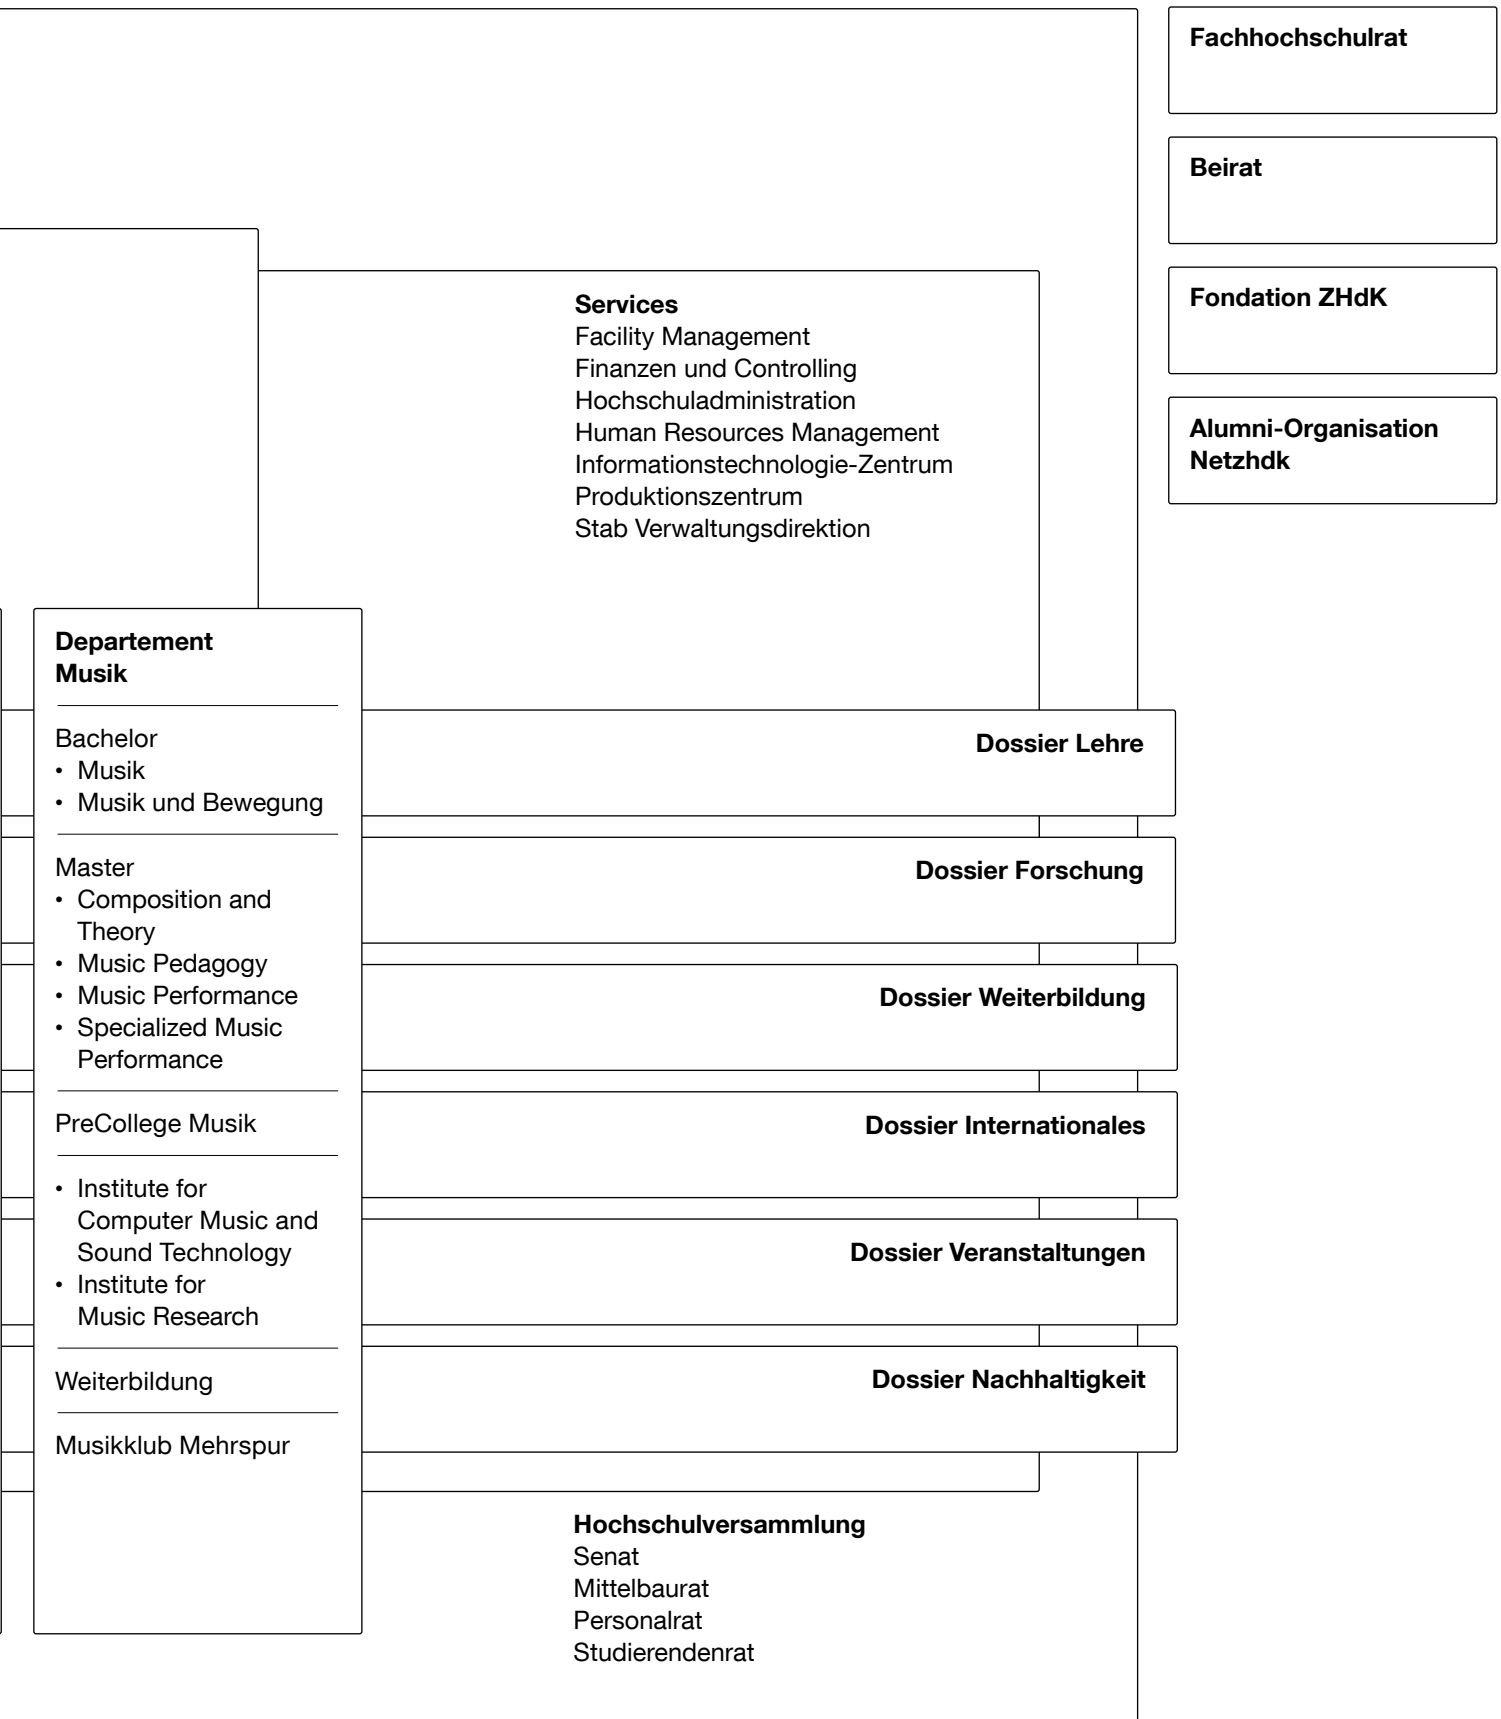 Fachhochschulrat
Beirat
Fondation ZHdK
Alumni-Organisation
Netzhdk
Services
Facility Management
Finanzen und Controlling
Hochschuladministration
Human Resources Management
Informationstechnologie-Zentrum
Produktionszentrum
Stab Verwaltungsdirektion
Departement
Musik
Bachelor
• Musik
• Musik und Bewegung
Master
• Composition and
Theory
• Music Pedagogy
• Music Performance
• Specialized Music
Performance
PreCollege Musik
• Institute for
Computer Music and
Sound Technology
• Institute for
Music Research
Weiterbildung
Musikklub Mehrspur
Dossier Lehre
Dossier Forschung
Dossier Weiterbildung
Dossier Internationales
Dossier Veranstaltungen
Dossier Nachhaltigkeit
Hochschulversammlung
Senat
Mittelbaurat
Personalrat
Studierendenrat